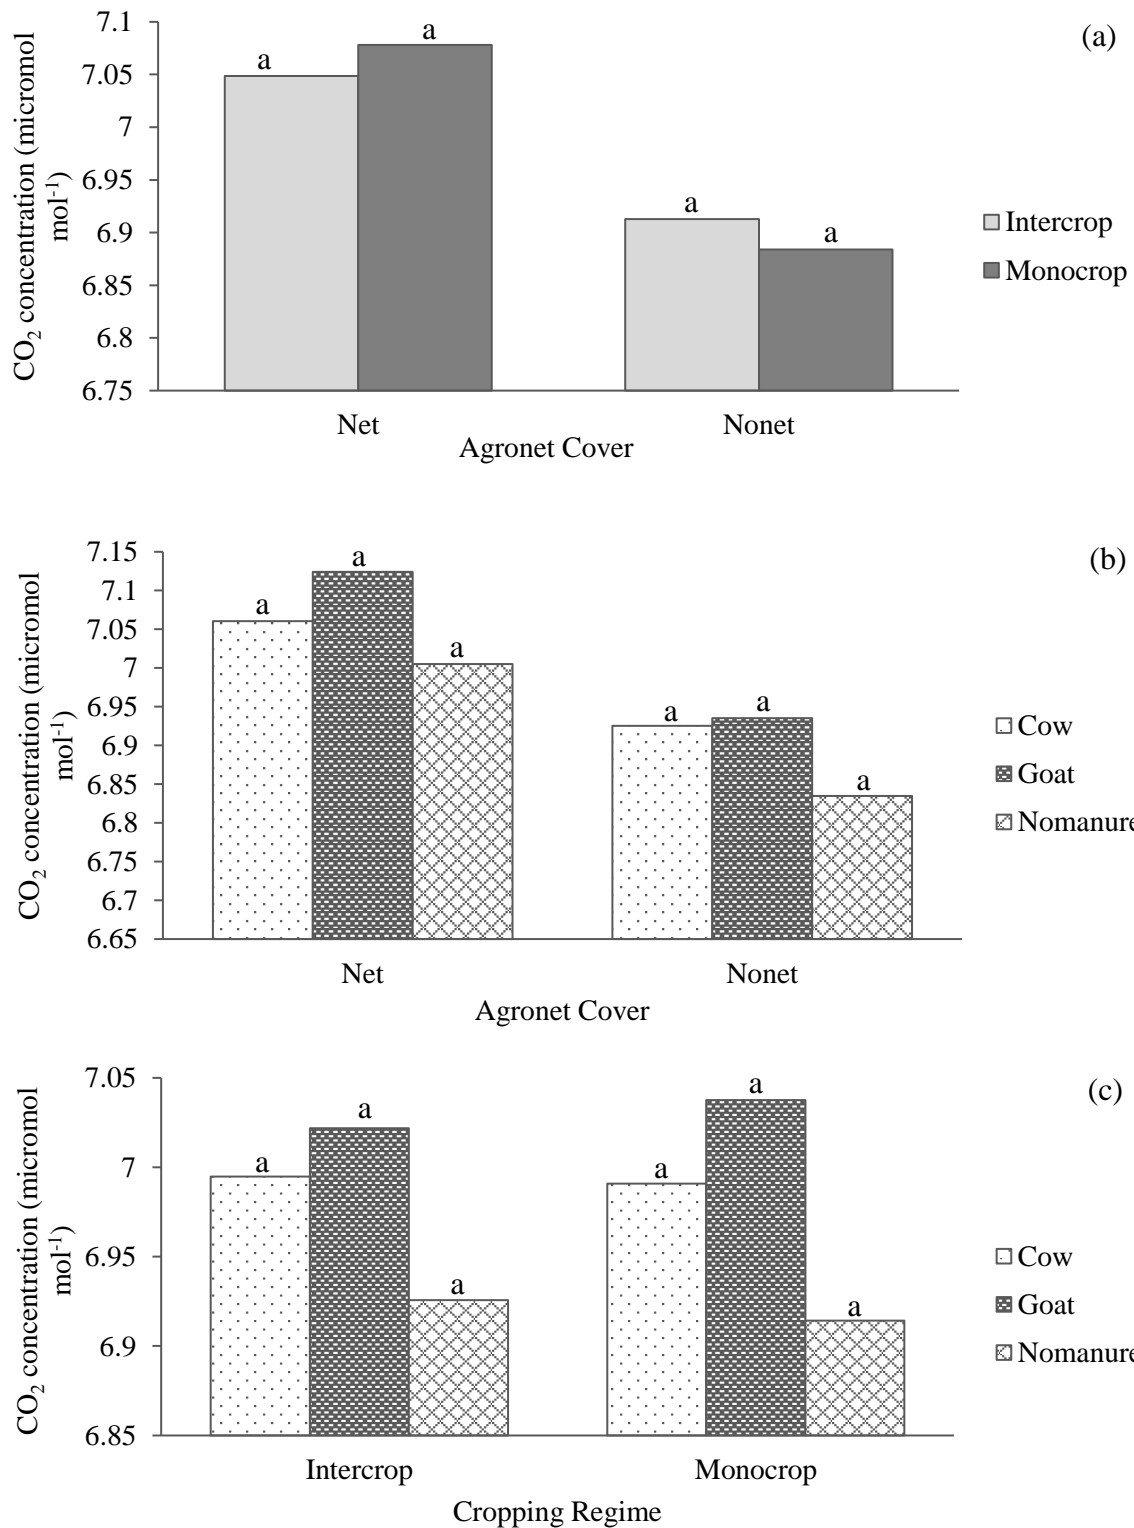 (a)
CO₂ concentration (micromol
mol⁻¹)
7.1
7.05
7
6.95
6.9
6.85
6.8
6.75
a
a
a
a
Net
Nonet
Agronet Cover
Intercrop
Monocrop
(b)
CO₂ concentration (micromol
mol⁻¹)
7.15
7.1
7.05
7
6.95
6.9
6.85
6.8
6.75
6.7
6.65
a
a
a
a
a
a
Net
Nonet
Agronet Cover
Cow
Goat
Nomanure
(c)
CO₂ concentration (micromol
mol⁻¹)
7.05
7
6.95
6.9
6.85
a
a
a
a
a
a
Intercrop
Monocrop
Cropping Regime
Cow
Goat
Nomanure